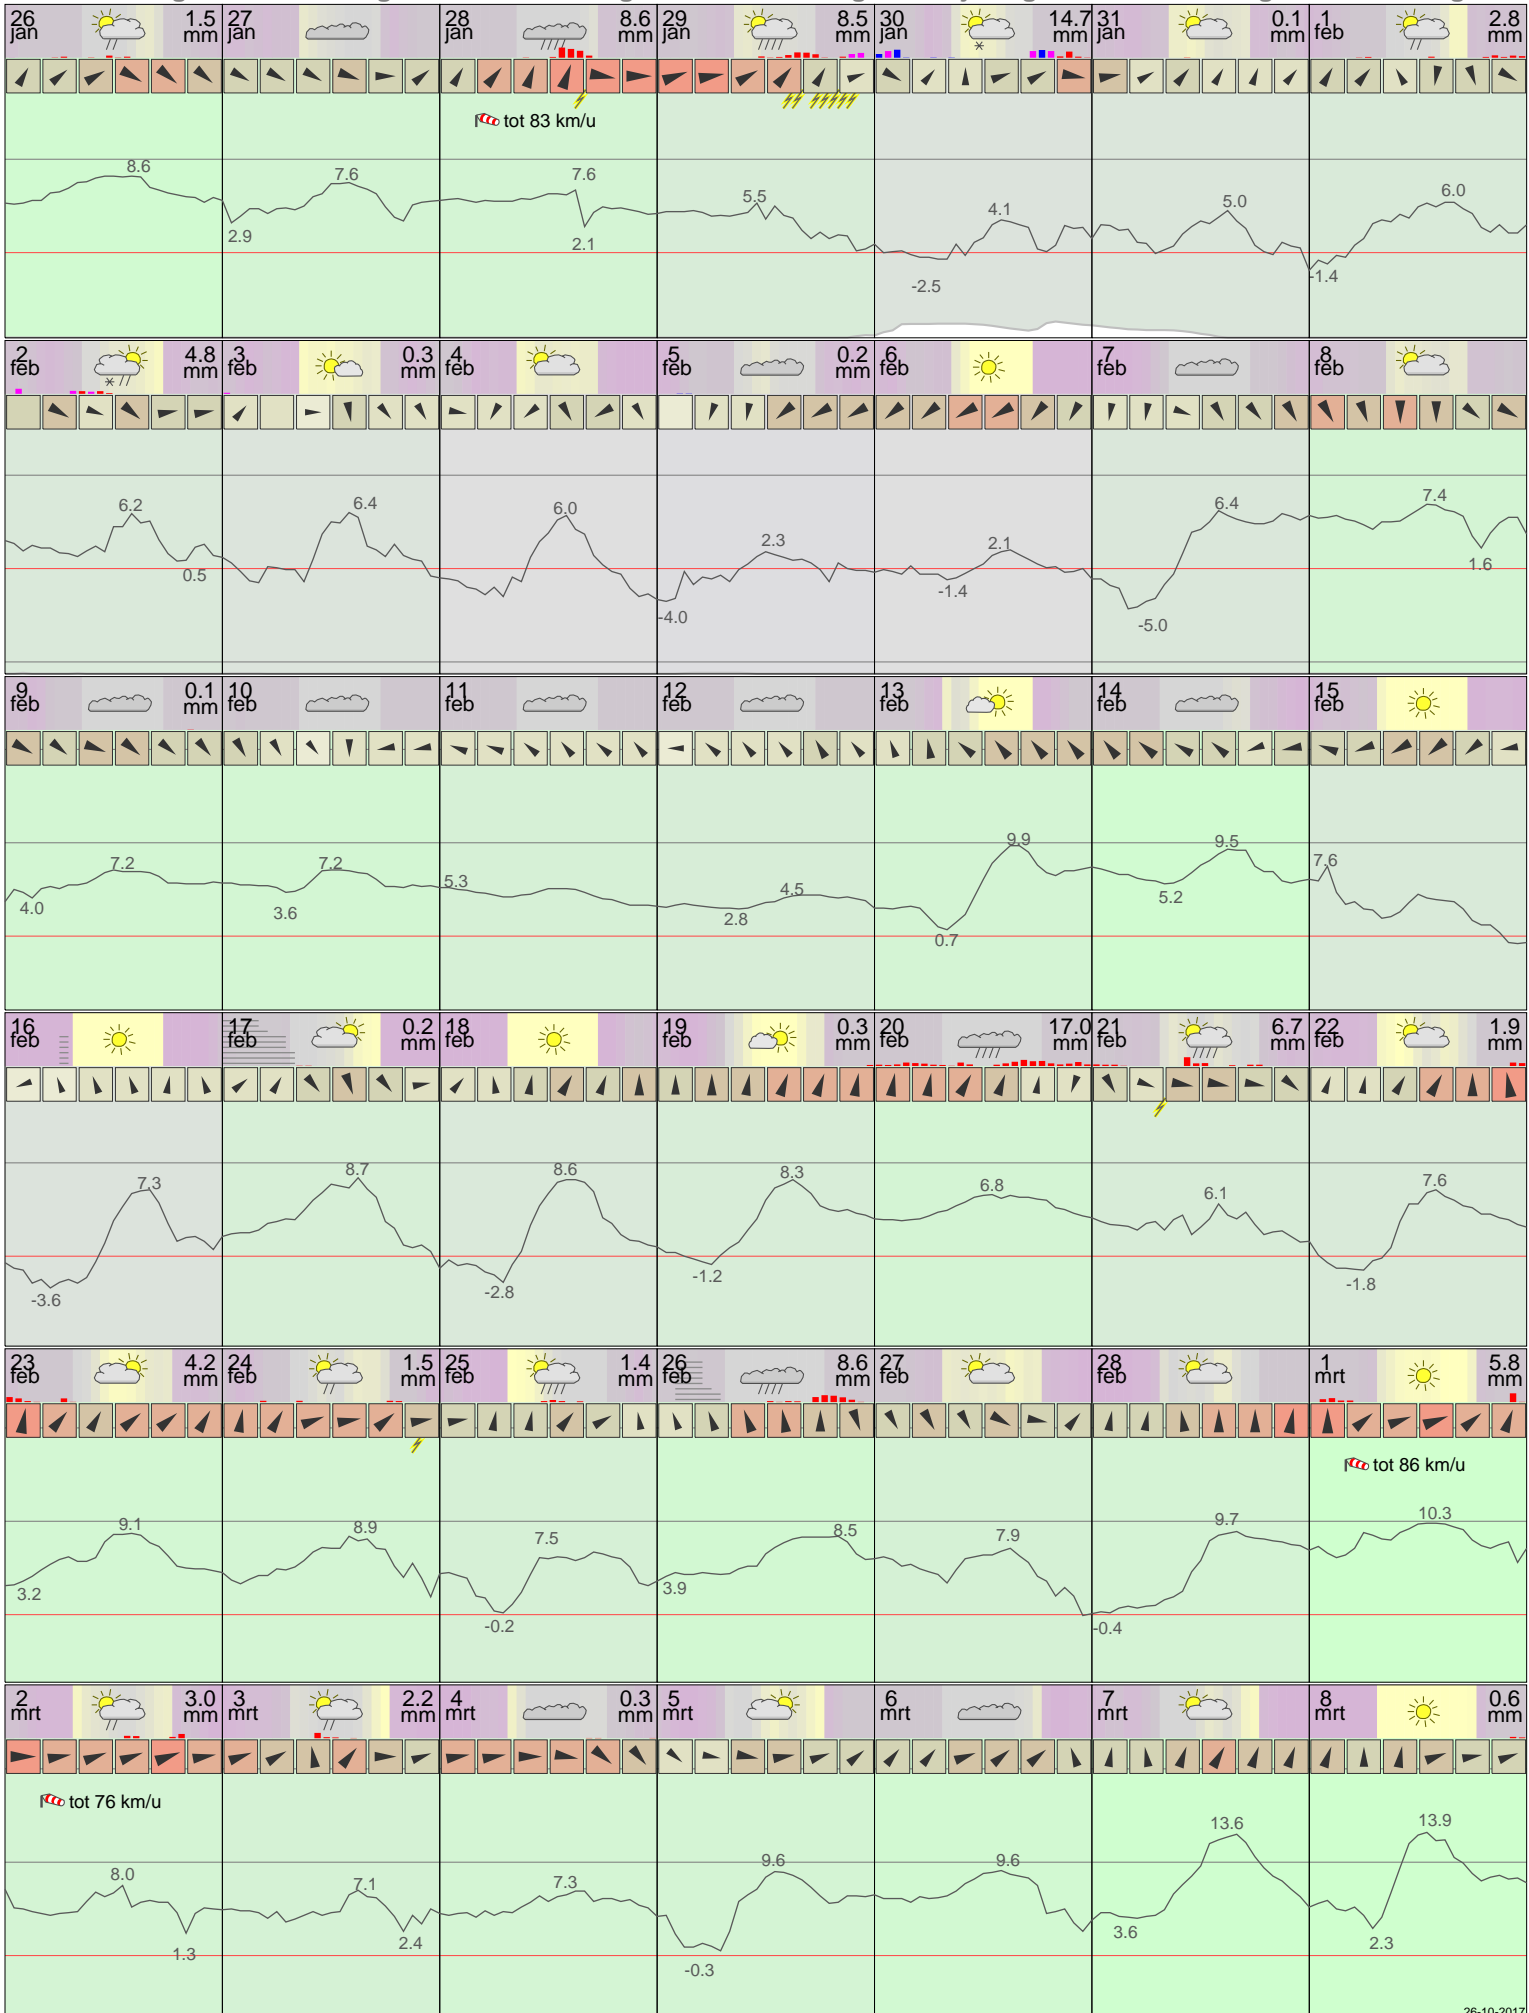 26 jan 1.5 mm
27 jan
28 jan 8.6 mm
29 jan 8.5 mm
30 jan 14.7 mm
31 jan 0.1 mm
1 feb 2.8 mm
tot 83 km/u
8.6
2.9 7.6
7.6 2.1
5.5
-2.5 4.1
5.0
-1.4 6.0
2 feb 4.8 mm
3 feb 0.3 mm
4 feb
5 feb 0.2 mm
6 feb
7 feb
8 feb
6.2 0.5
6.4
6.0
-4.0 2.3
-1.4 2.1
-5.0 6.4
7.4 1.6
9 feb 0.1 mm
10 feb
11 feb
12 feb
13 feb
14 feb
15 feb
4.0 7.2
3.6 7.2
5.3
2.8 4.5
0.7 9.9
5.2 9.5
7.6
16 feb
17 feb 0.2 mm
18 feb
19 feb 0.3 mm
20 feb 17.0 mm
21 feb 6.7 mm
22 feb 1.9 mm
-3.6 7.3
8.7
-2.8 8.6
-1.2 8.3
6.8
6.1
-1.8 7.6
23 feb 4.2 mm
24 feb 1.5 mm
25 feb 1.4 mm
26 feb 8.6 mm
27 feb
28 feb
1 mrt 5.8 mm
tot 86 km/u
3.2 9.1
8.9
-0.2 7.5
3.9 8.5
7.9
-0.4 9.7
10.3
2 mrt 3.0 mm
3 mrt 2.2 mm
4 mrt 0.3 mm
5 mrt
6 mrt
7 mrt
8 mrt 0.6 mm
tot 76 km/u
8.0 1.3
7.1 2.4
7.3
-0.3 9.6
9.6
3.6 13.6
2.3 13.9
26-10-2017